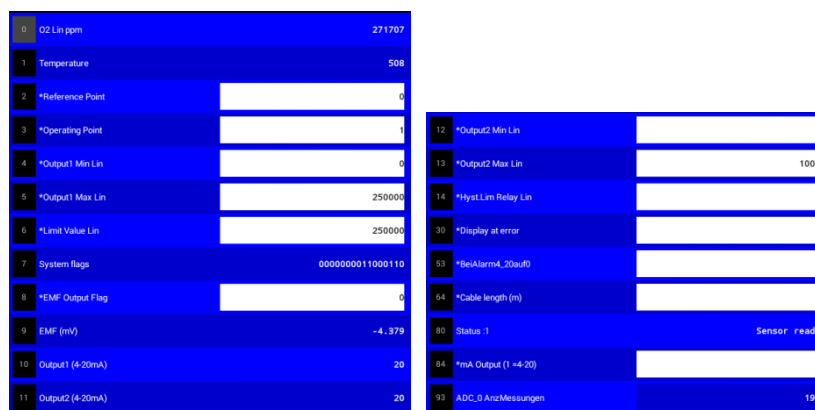 0 O2 Lin ppm 271707
1 Temperature 508
2 *Reference Point 0
3 *Operating Point 1
4 *Output1 Min Lin 0
5 *Output1 Max Lin 250000
6 *Limit Value Lin 250000
7 System flags 0000000011000110
8 *EMF Output Flag 0
9 EMF (mV) -4.379
10 Output1 (4-20mA) 20
11 Output2 (4-20mA) 20
12 *Output2 Min Lin
13 *Output2 Max Lin 100
14 *Hyst.Lim Relay Lin
30 *Display at error
53 *BeiAlarm4_20auf0
64 *Cable length (m)
80 Status :1 Sensor read
84 *mA Output (1 =4-20)
93 ADC_0 AnzMessungen 19